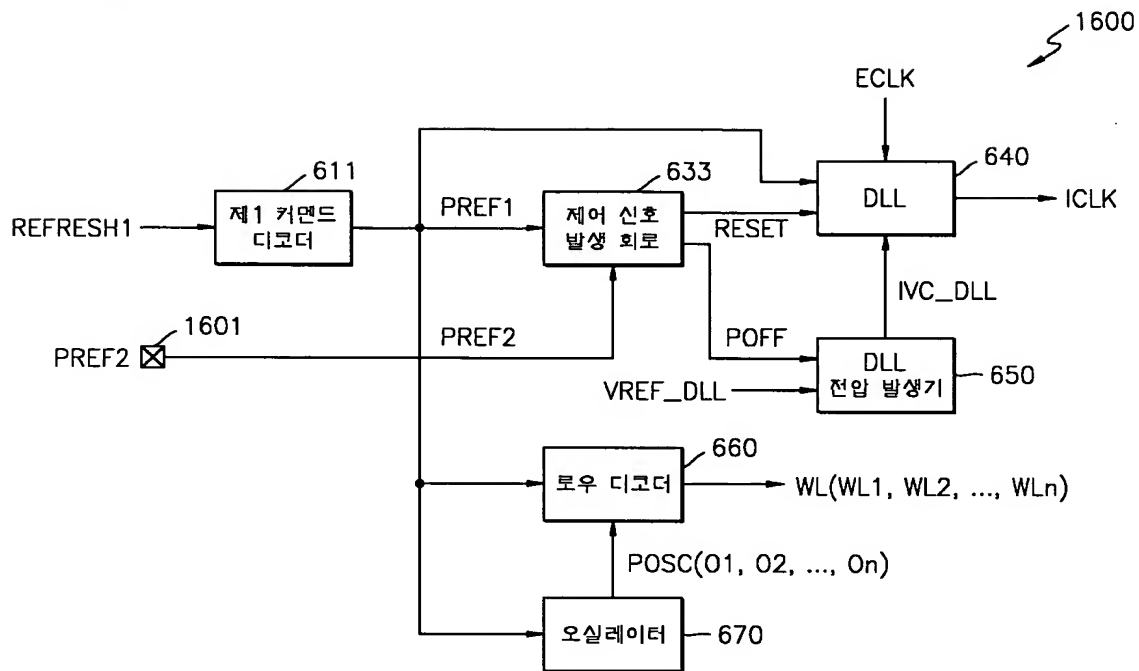 1600
ECLK
611
633
640
REFRESH1
제1 커멘드
디코더
PREF1
제어 신호
발생 회로
RESET
DLL
ICLK
IVC_DLL
1601
PREF2
PREF2
POFF
DLL
전압 발생기
650
VREF_DLL
660
로우 디코더
WL(WL1, WL2, ..., WLn)
POSC(O1, O2, ..., On)
오실레이터
670